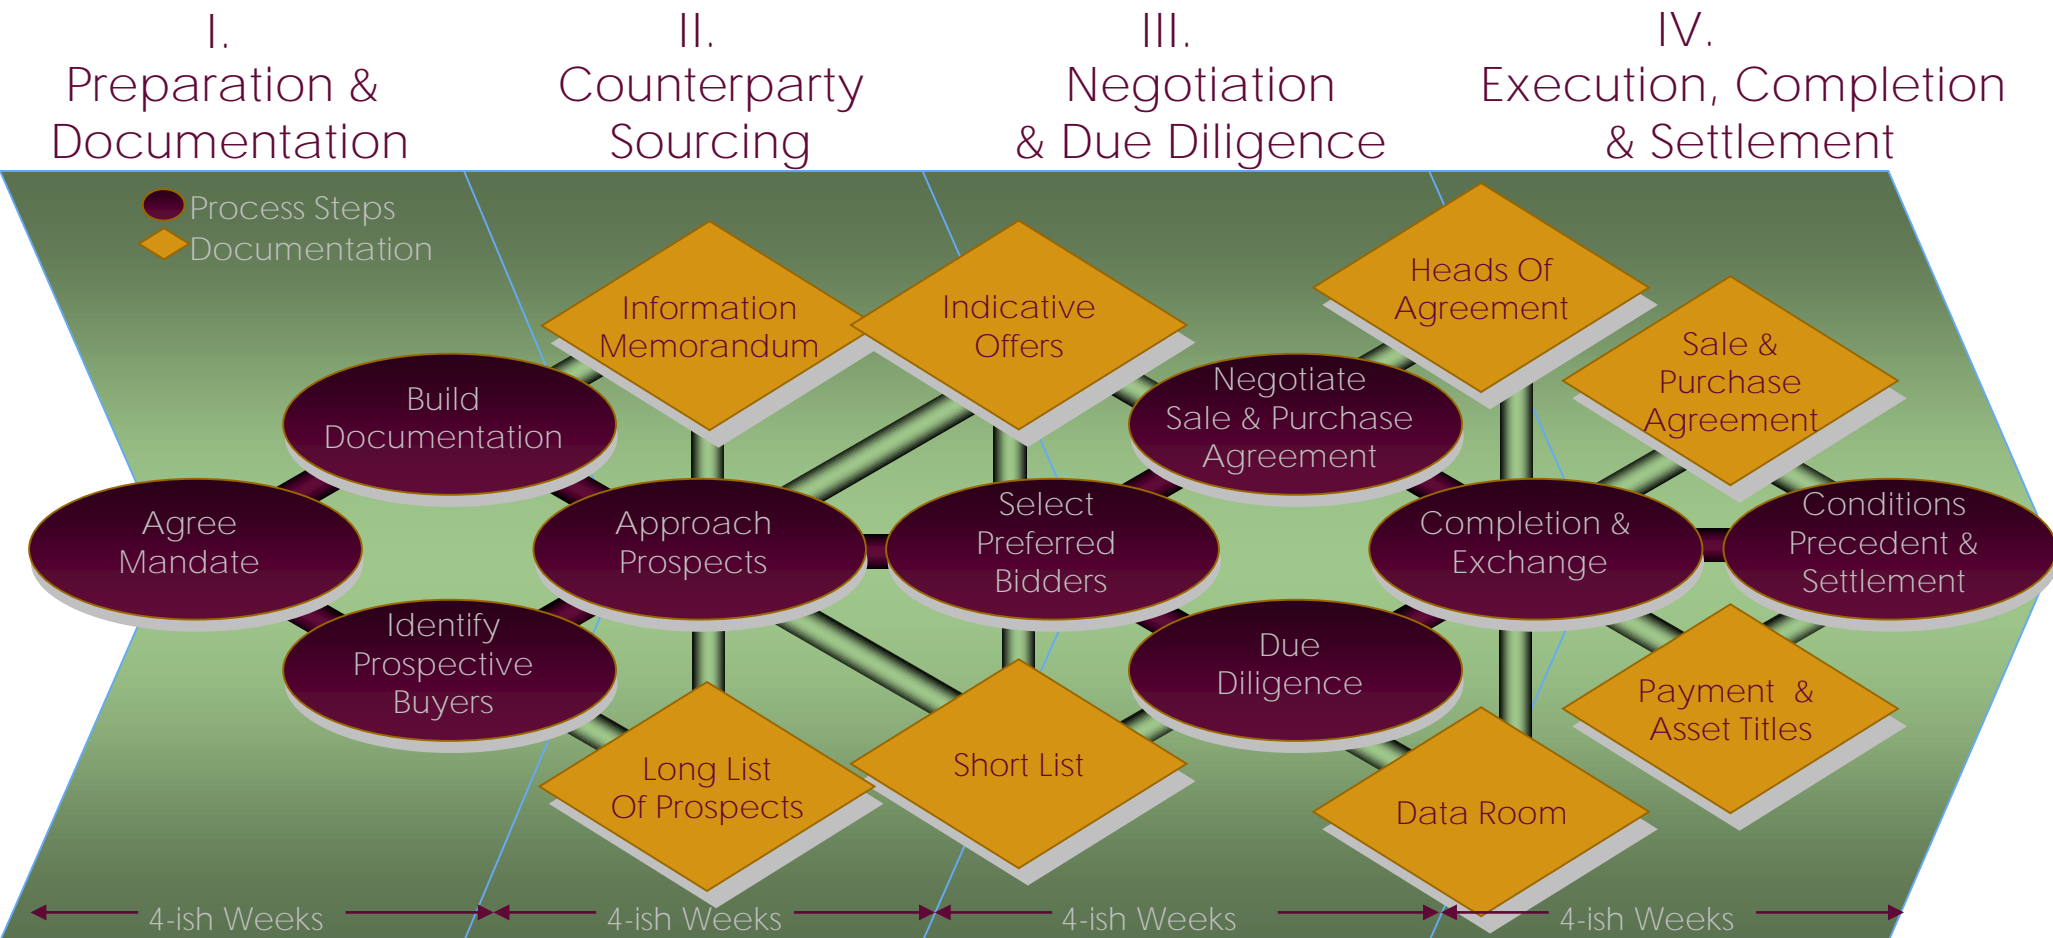 I.
Preparation &
Documentation
II.
Counterparty
Sourcing
III.
Negotiation
& Due Diligence
IV.
Execution, Completion
& Settlement
Process Steps
Documentation
Information
Memorandum
Indicative
Offers
Heads Of
Agreement
Sale &
Purchase
Agreement
Build
Documentation
Negotiate
Sale & Purchase
Agreement
Agree
Mandate
Approach
Prospects
Select
Preferred
Bidders
Completion &
Exchange
Conditions
Precedent &
Settlement
Identify
Prospective
Buyers
Due
Diligence
Long List
Of Prospects
Short List
Data Room
Payment  &
Asset Titles
4-ish Weeks
4-ish Weeks
4-ish Weeks
4-ish Weeks